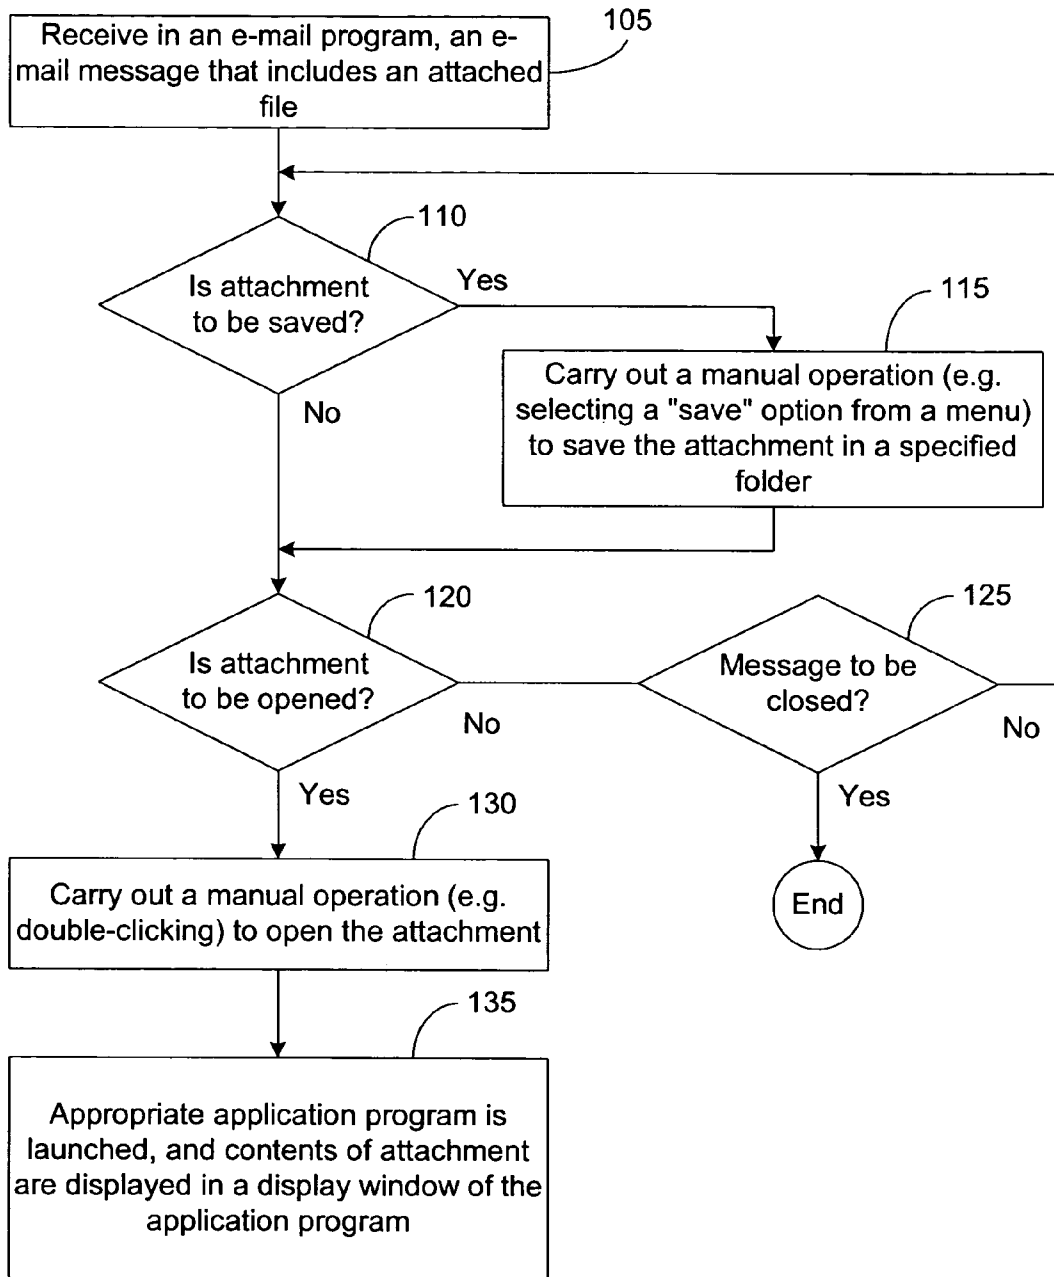 105
Receive in an e-mail program, an e-
mail message that includes an attached
file
110
Is attachment
to be saved?
Yes
No
115
Carry out a manual operation (e.g.
selecting a "save" option from a menu)
to save the attachment in a specified
folder
120
Is attachment
to be opened?
No
Yes
125
Message to be
closed?
No
Yes
End
130
Carry out a manual operation (e.g.
double-clicking) to open the attachment
135
Appropriate application program is
launched, and contents of attachment
are displayed in a display window of the
application program